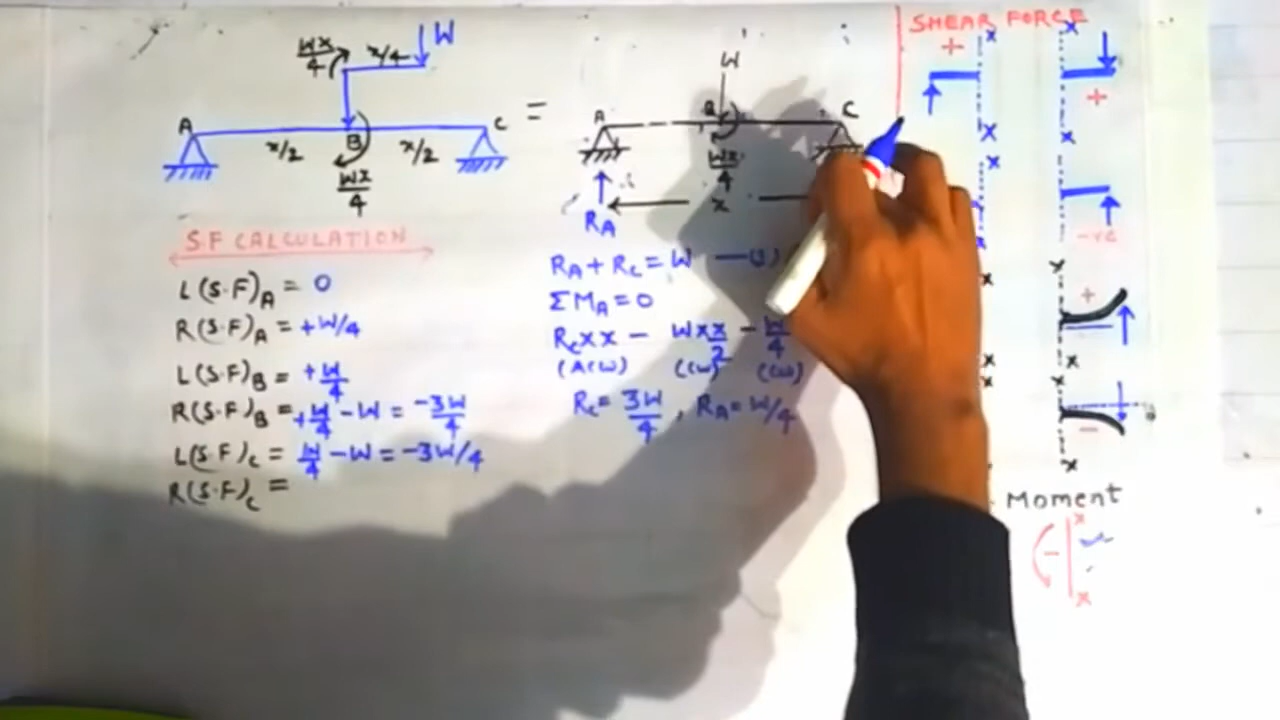 Wx/4 x/4 W
A B C
x/2 x/2
Wx/4
=
W
A B C
Wx/4
x
RA
S.F CALCULATION
L(S.F)A = 0
R(S.F)A = +W/4
L(S.F)B = +W/4
R(S.F)B = +W/4 - W = -3W/4
L(S.F)C = W/4 - W = -3W/4
R(S.F)C =
RA + RC = W
ΣMA = 0
RC x x - W x x/2 - W/4
(ACW) (CW) (CW)
RC = 3W/4 , RA = W/4
SHEAR FORCE
+ x x
+
x x
x
-ve
x x
+
x x
x x
-
x
Moment
x
-
x